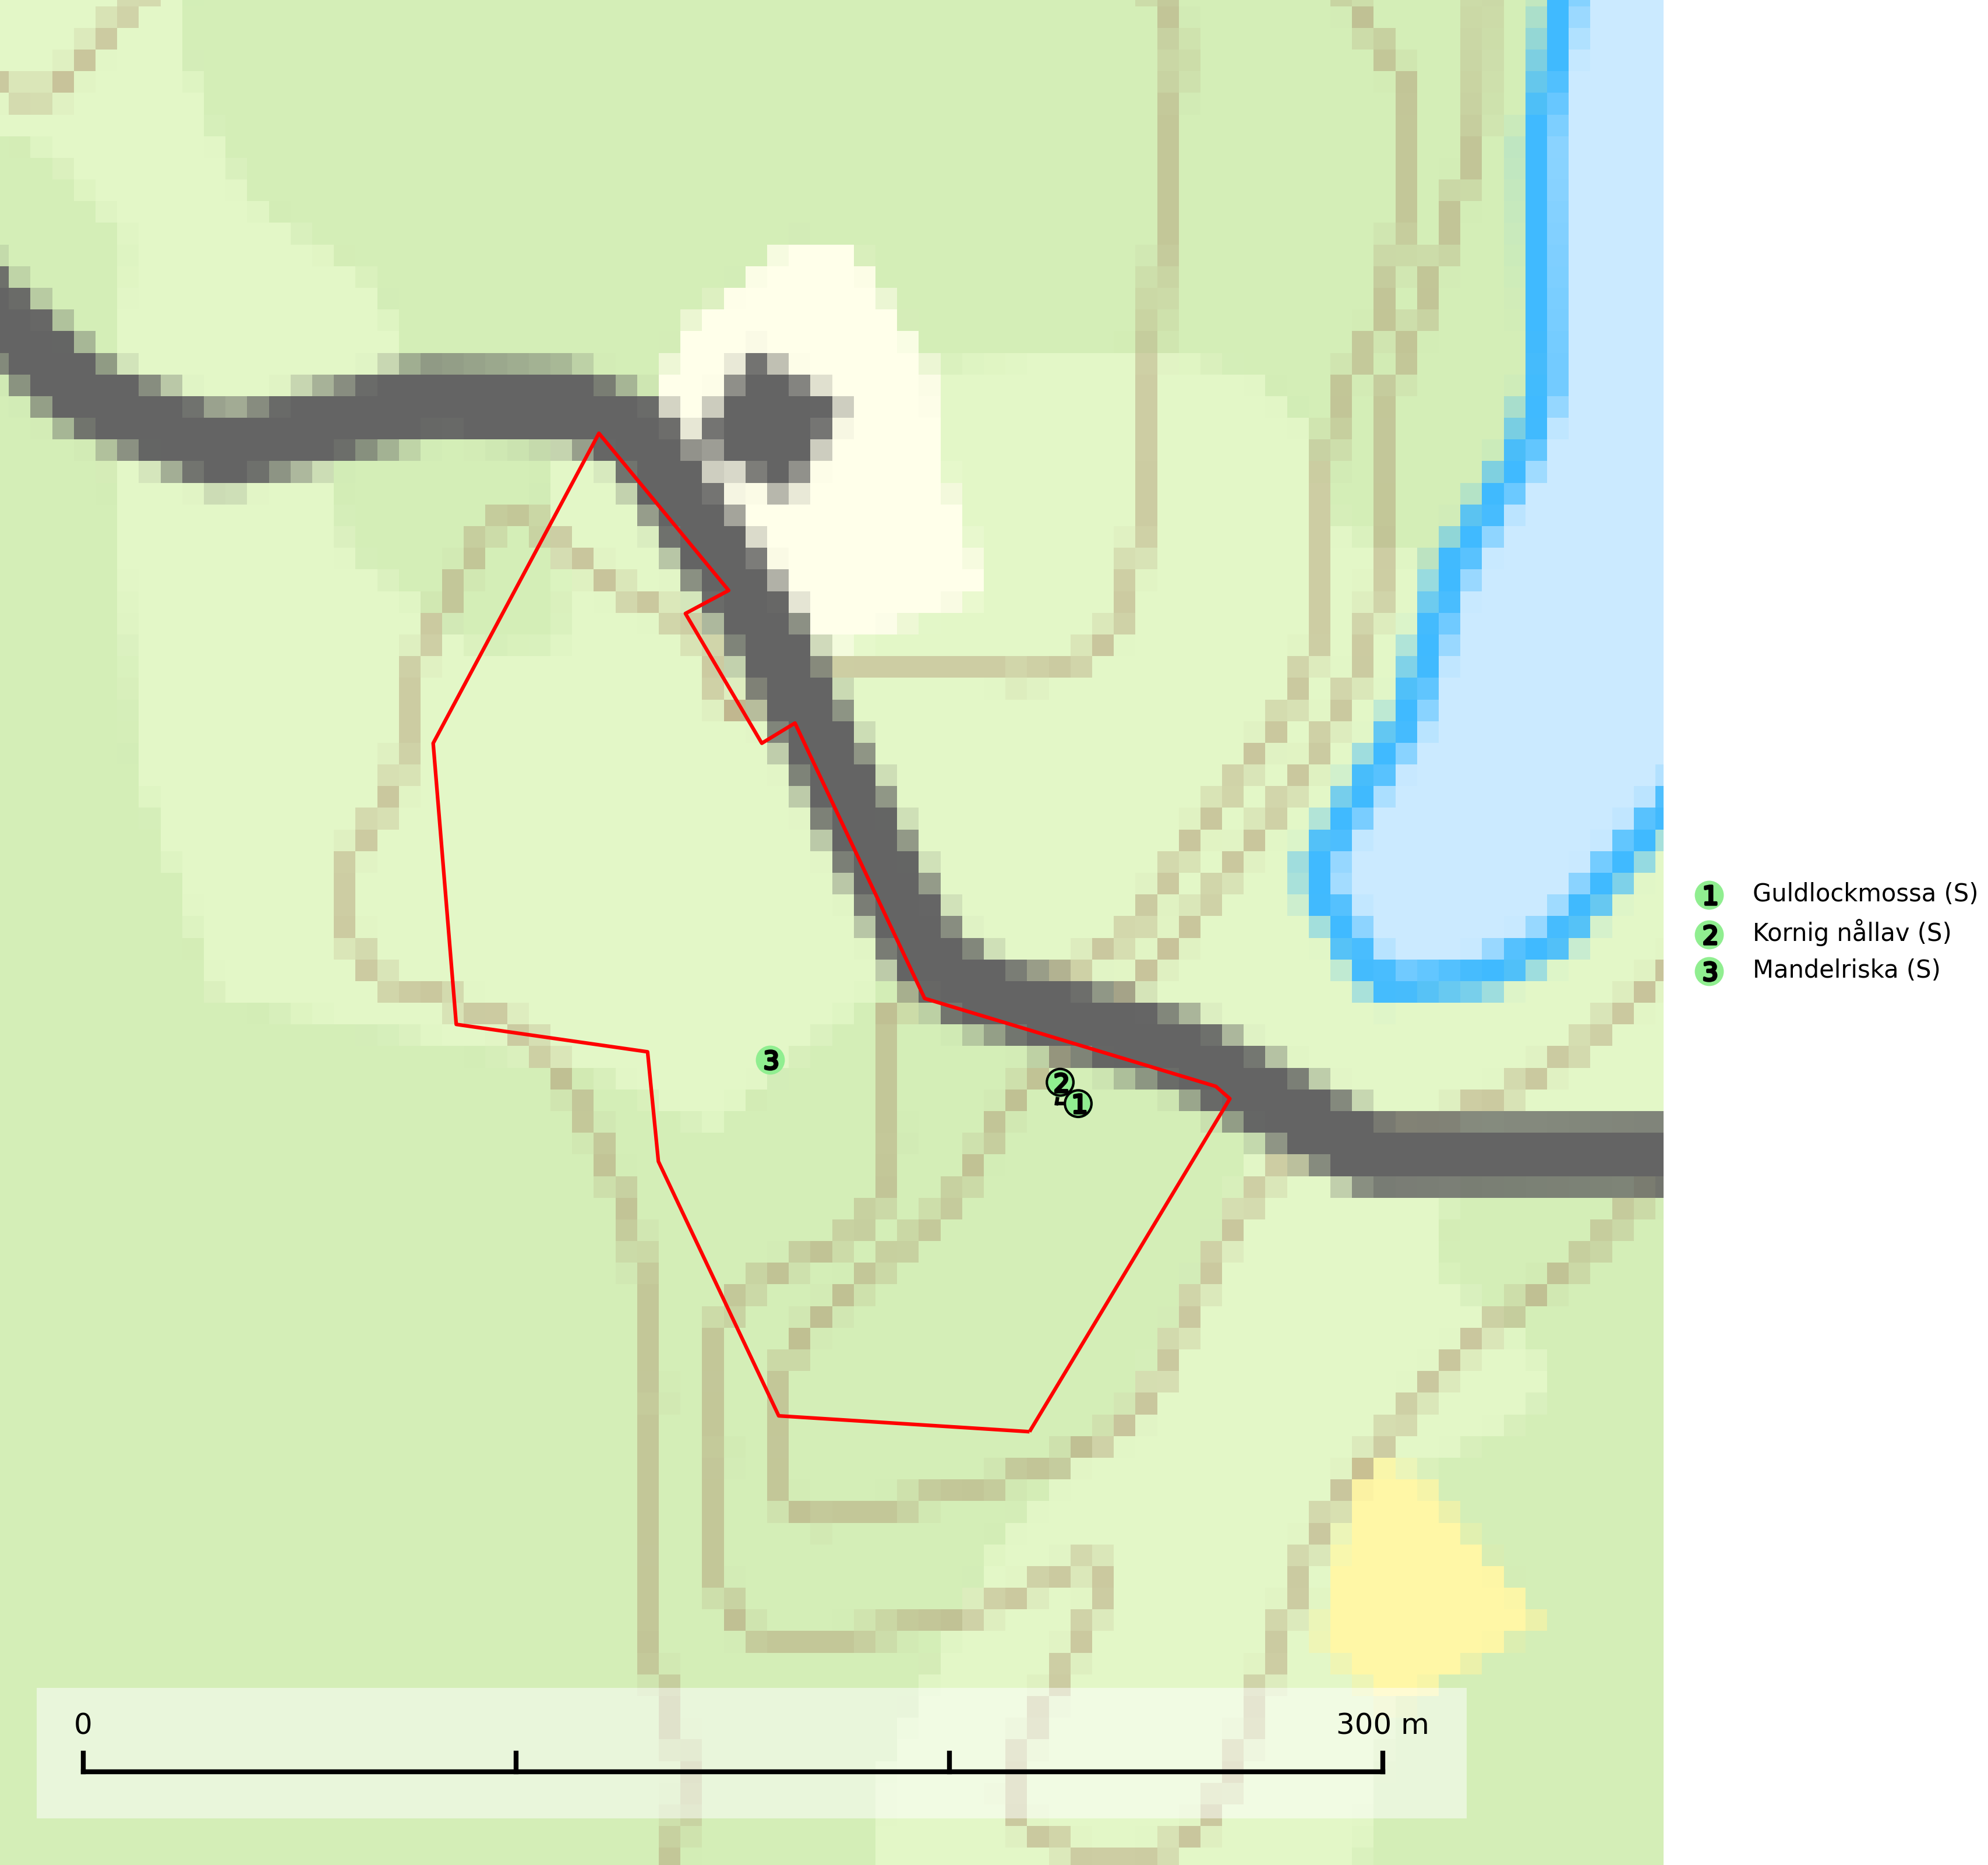 3
2
1
1 Guldlockmossa (S)
2 Kornig nållav (S)
3 Mandelriska (S)
0 300 m